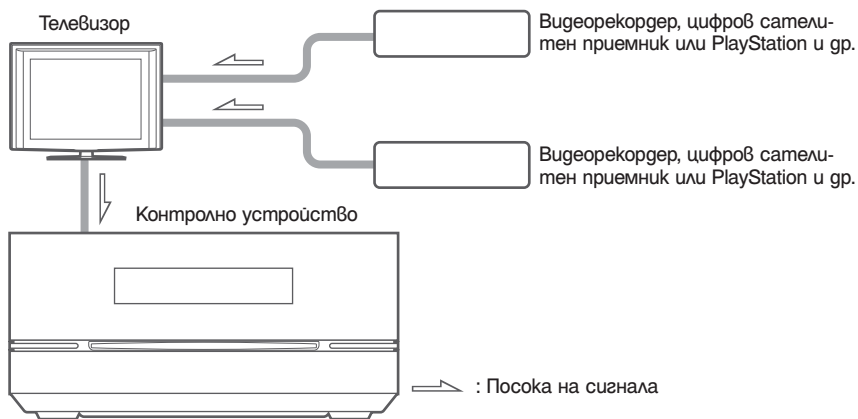 Телевизор
Видеорекордер, цифров сатели-
тен приемник или PlayStation и др.
Видеорекордер, цифров сатели-
тен приемник или PlayStation и др.
Контролно устройство
: Посока на сигнала